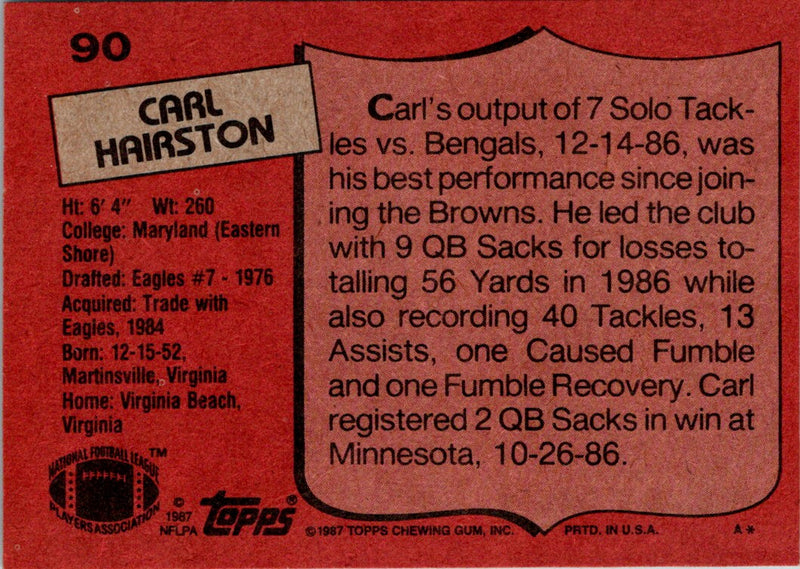 90
CARL
HAIRSTON
Ht: 6' 4" Wt: 260
College: Maryland (Eastern
Shore)
Drafted: Eagles #7 - 1976
Acquired: Trade with
Eagles, 1984
Born: 12-15-52,
Martinsville, Virginia
Home: Virginia Beach,
Virginia
NATIONAL FOOTBALL LEAGUE
PLAYERS ASSOCIATION
™
©
1987
NFLPA
topps®
Carl's output of 7 Solo Tack-
les vs. Bengals, 12-14-86, was
his best performance since join-
ing the Browns. He led the club
with 9 QB Sacks for losses to-
talling 56 Yards in 1986 while
also recording 40 Tackles, 13
Assists, one Caused Fumble
and one Fumble Recovery. Carl
registered 2 QB Sacks in win at
Minnesota, 10-26-86.
©1987 TOPPS CHEWING GUM, INC. PRTD. IN U.S.A. A*